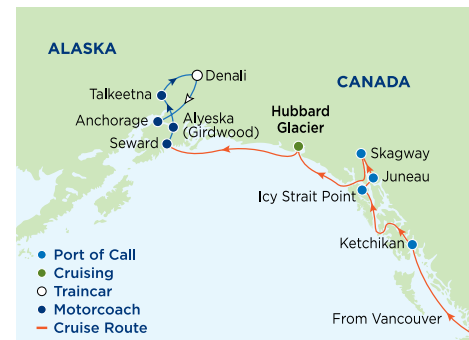 ALASKA
Denali
CANADA
Talkeetna
Hubbard
Glacier
Anchorage
Alyeska
(Girdwood)
Seward
Skagway
Juneau
Icy Strait Point
Ketchikan
Port of Call
Cruising
Traincar
Motorcoach
Cruise Route
From Vancouver